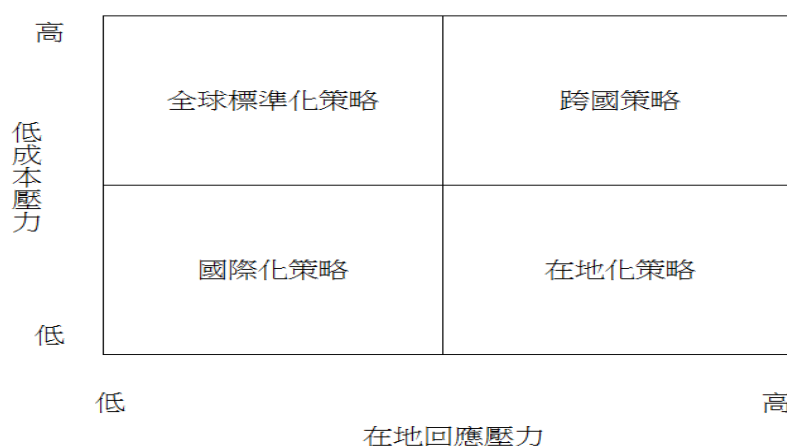 高
全球標準化策略
跨國策略
低成本壓力
國際化策略
在地化策略
低
低
高
在地回應壓力